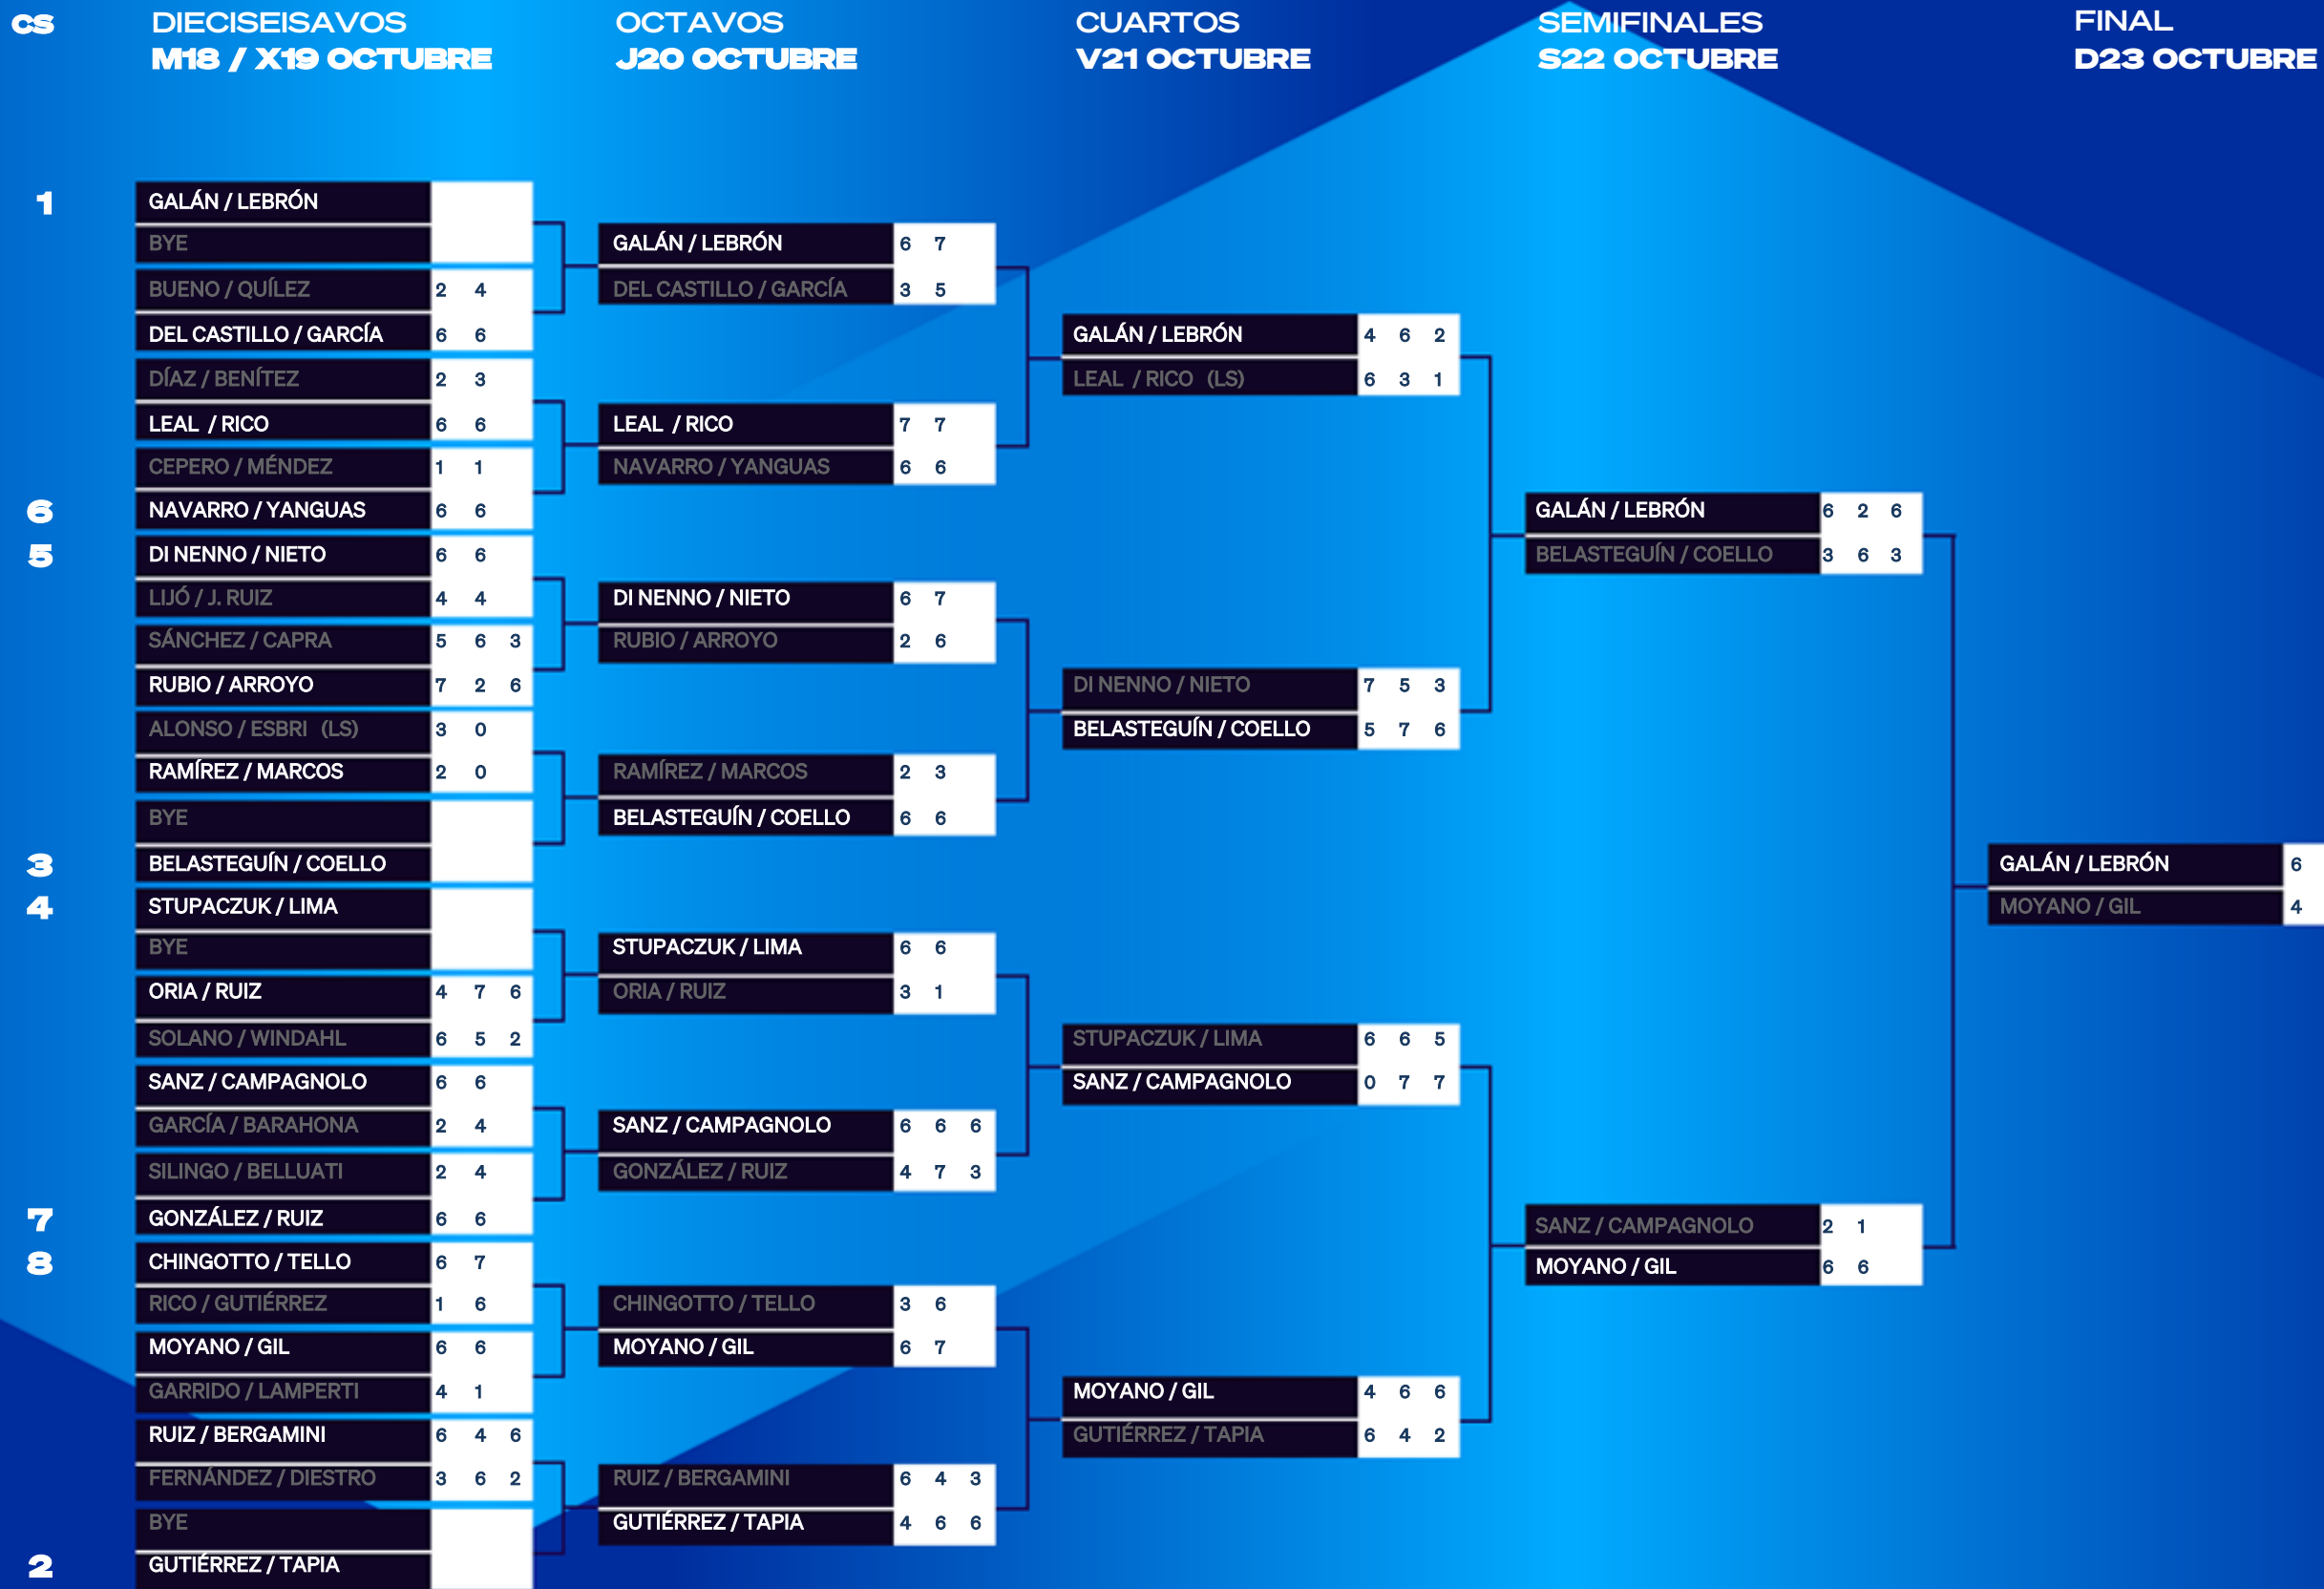 CS DIECISEISAVOS OCTAVOS CUARTOS SEMIFINALES FINAL
M18 / X19 OCTUBRE J20 OCTUBRE V21 OCTUBRE S22 OCTUBRE D23 OCTUBRE
1 GALÁN / LEBRÓN
BYE
BUENO / QUÍLEZ 2 4
DEL CASTILLO / GARCÍA 6 6
DÍAZ / BENÍTEZ 2 3
LEAL / RICO 6 6
CEPERO / MÉNDEZ 1 1
6 NAVARRO / YANGUAS 6 6
5 DI NENNO / NIETO 6 6
LIJÓ / J. RUIZ 4 4
SÁNCHEZ / CAPRA 5 6 3
RUBIO / ARROYO 7 2 6
ALONSO / ESBRI (LS) 3 0
RAMÍREZ / MARCOS 2 0
BYE
3 BELASTEGUÍN / COELLO
4 STUPACZUK / LIMA
BYE
ORIA / RUIZ 4 7 6
SOLANO / WINDAHL 6 5 2
SANZ / CAMPAGNOLO 6 6
GARCÍA / BARAHONA 2 4
SILINGO / BELLUATI 2 4
7 GONZÁLEZ / RUIZ 6 6
8 CHINGOTTO / TELLO 6 7
RICO / GUTIÉRREZ 1 6
MOYANO / GIL 6 6
GARRIDO / LAMPERTI 4 1
RUIZ / BERGAMINI 6 4 6
FERNÁNDEZ / DIESTRO 3 6 2
BYE
2 GUTIÉRREZ / TAPIA
GALÁN / LEBRÓN 6 7
DEL CASTILLO / GARCÍA 3 5
LEAL / RICO 7 7
NAVARRO / YANGUAS 6 6
DI NENNO / NIETO 6 7
RUBIO / ARROYO 2 6
RAMÍREZ / MARCOS 2 3
BELASTEGUÍN / COELLO 6 6
STUPACZUK / LIMA 6 6
ORIA / RUIZ 3 1
SANZ / CAMPAGNOLO 6 6 6
GONZÁLEZ / RUIZ 4 7 3
CHINGOTTO / TELLO 3 6
MOYANO / GIL 6 7
RUIZ / BERGAMINI 6 4 3
GUTIÉRREZ / TAPIA 4 6 6
GALÁN / LEBRÓN 4 6 2
LEAL / RICO (LS) 6 3 1
DI NENNO / NIETO 7 5 3
BELASTEGUÍN / COELLO 5 7 6
STUPACZUK / LIMA 6 6 5
SANZ / CAMPAGNOLO 0 7 7
MOYANO / GIL 4 6 6
GUTIÉRREZ / TAPIA 6 4 2
GALÁN / LEBRÓN 6 2 6
BELASTEGUÍN / COELLO 3 6 3
SANZ / CAMPAGNOLO 2 1
MOYANO / GIL 6 6
GALÁN / LEBRÓN 6
MOYANO / GIL 4